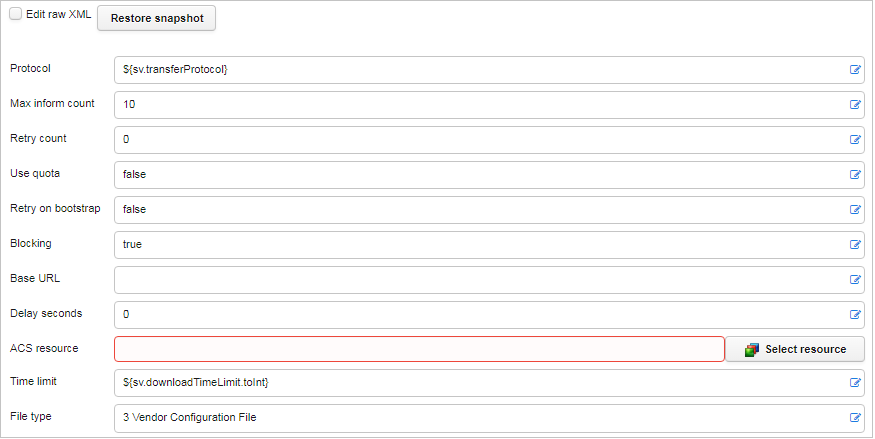 Edit raw XML Restore snapshot
Protocol ${sv.transferProtocol}
Max inform count 10
Retry count 0
Use quota false
Retry on bootstrap false
Blocking true
Base URL
Delay seconds 0
ACS resource Select resource
Time limit ${sv.downloadTimeLimit.toInt}
File type 3 Vendor Configuration File